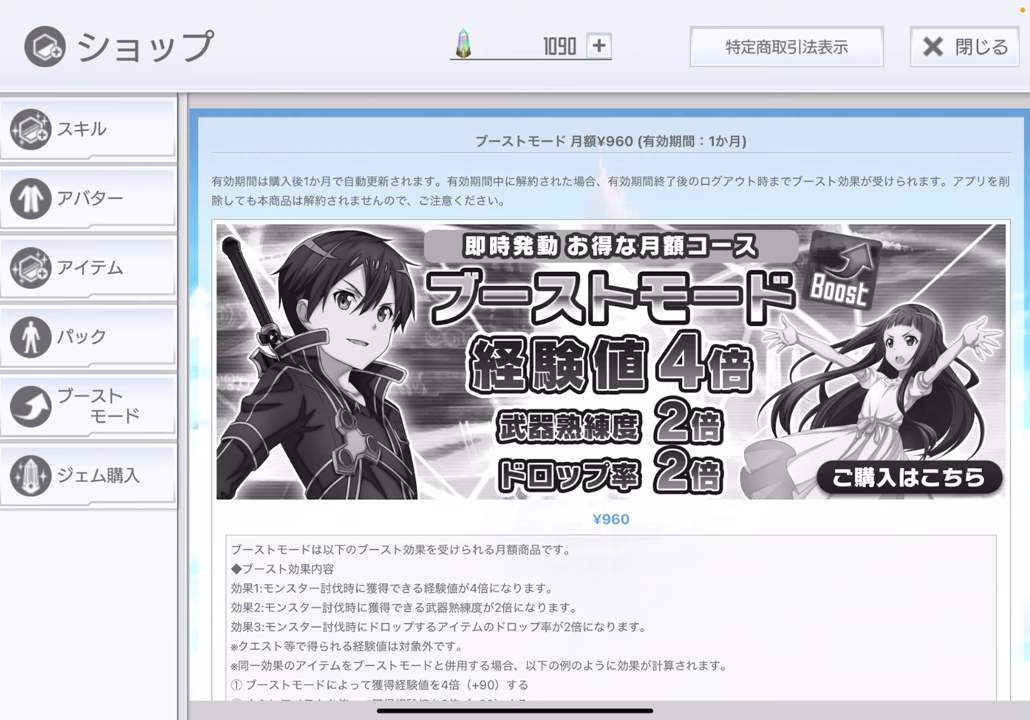 ショップ
1090
特定商取引法表示
閉じる
スキル
アバター
アイテム
パック
ブースト
モード
ジェム購入
ブーストモード 月額¥960 (有効期間：1か月)
有効期間は購入後1か月で自動更新されます。有効期間中に解約された場合、有効期間終了後のログアウト時までブースト効果が受けられます。アプリを削
除しても本商品は解約されませんので、ご注意ください。
即時発動 お得な月額コース
Boost
ブーストモード
経験値4倍
武器熟練度 2倍
ドロップ率 2倍
ご購入はこちら
¥960
ブーストモードは以下のブースト効果を受けられる月額商品です。
◆ブースト効果内容
効果1:モンスター討伐時に獲得できる経験値が4倍になります。
効果2:モンスター討伐時に獲得できる武器熟練度が2倍になります。
効果3:モンスター討伐時にドロップするアイテムのドロップ率が2倍になります。
※クエスト等で得られる経験値は対象外です。
※同一効果のアイテムをブーストモードと併用する場合、以下の例のように効果が計算されます。
① ブーストモードによって獲得経験値を4倍（+90）する